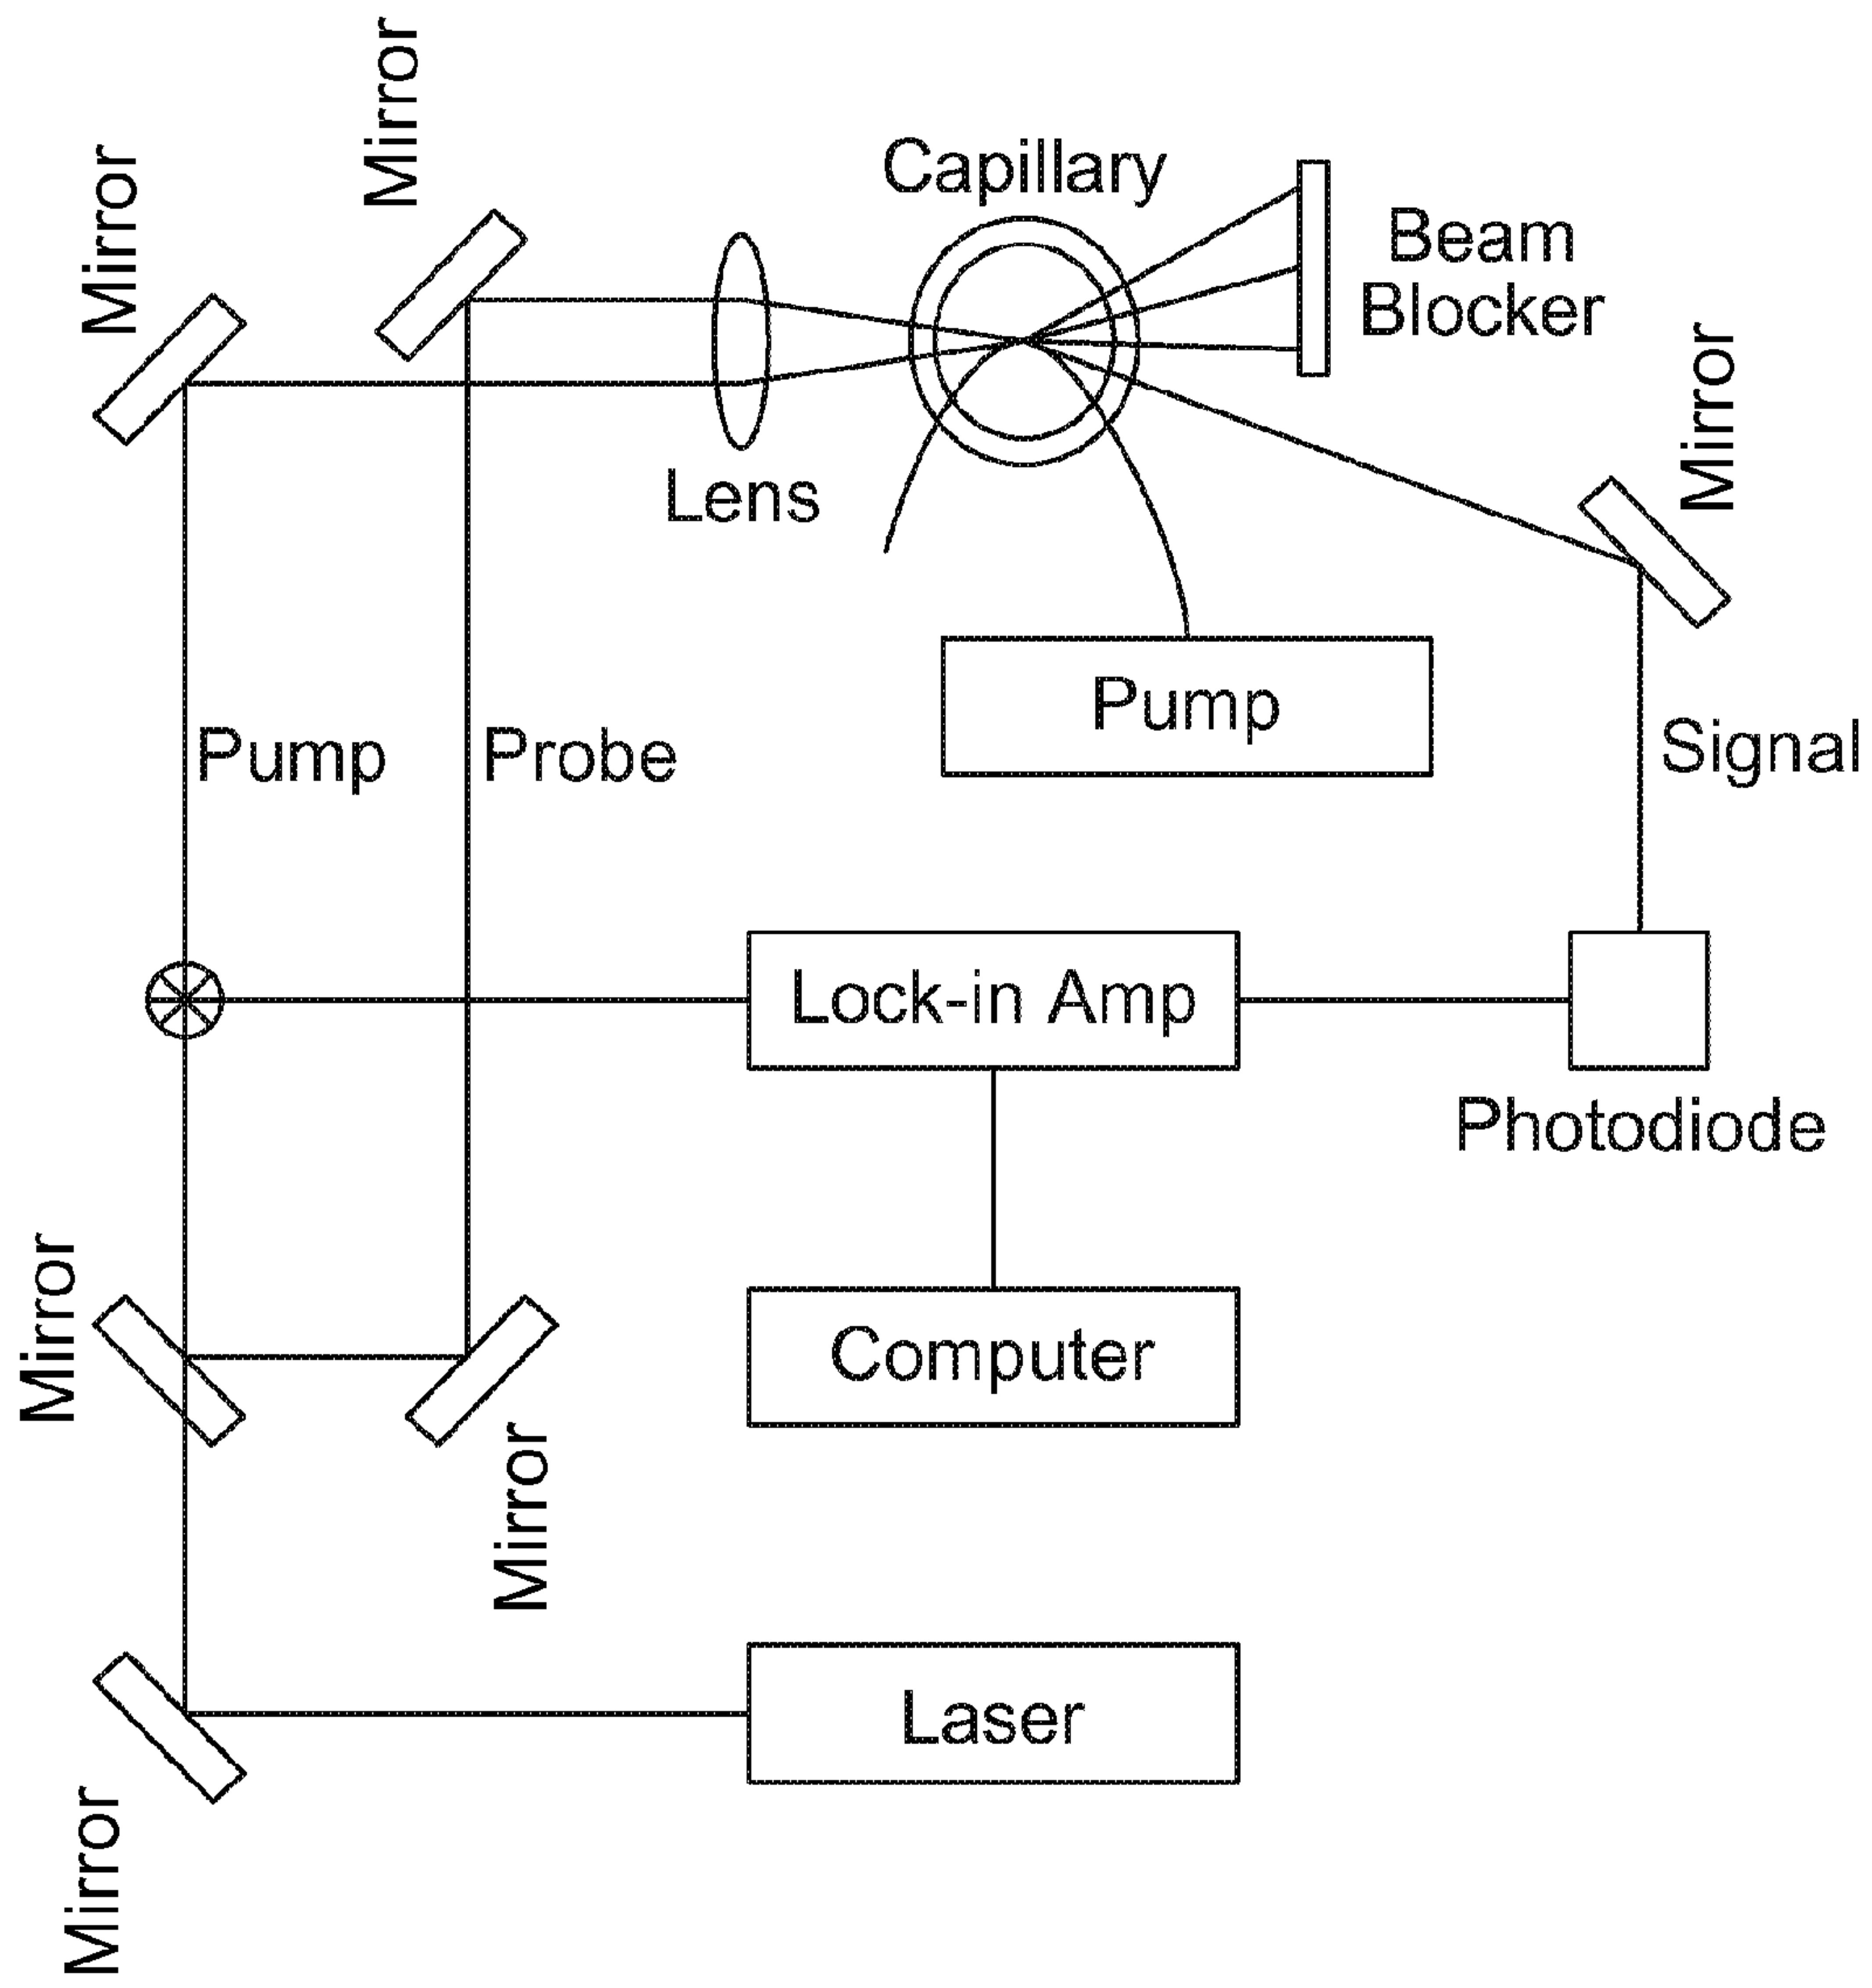 Mirror
Mirror
Capillary
Beam
Blocker
Mirror
Lens
Pump
Pump
Probe
Signal
Lock-in Amp
Photodiode
Mirror
Computer
Mirror
Laser
Mirror